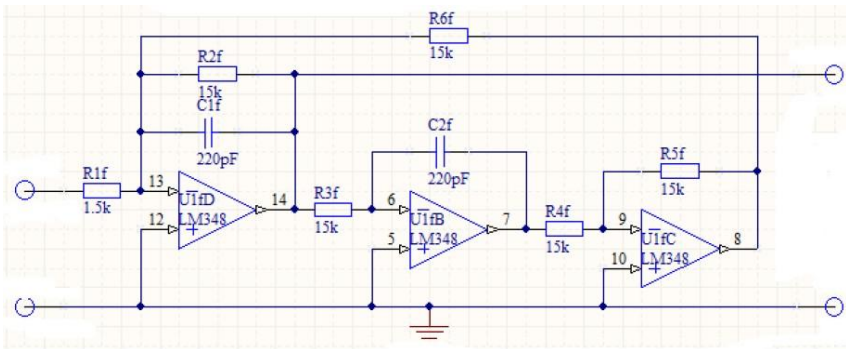 R6f
15k
R2f
15k
C1f
220pF
C2f
220pF
R5f
15k
R1f
1.5k
13
12
U1fD
LM348
14
R3f
15k
6
5
U1fB
LM348
7
R4f
15k
9
10
U1fC
LM348
8